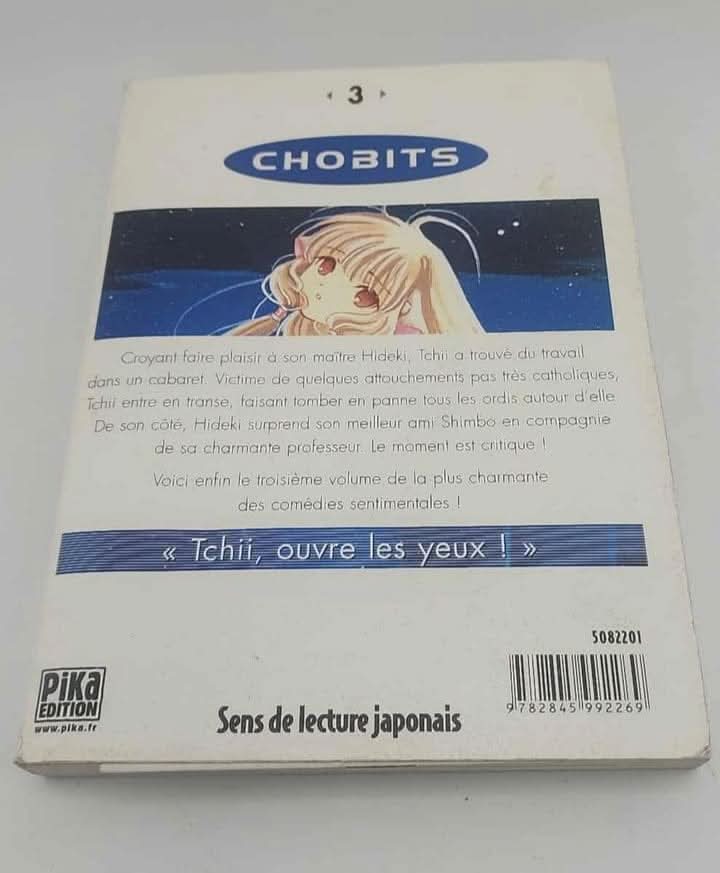 3
CHOBITS
Croyant faire plaisir à son maître Hideki, Tchii a trouvé du travail
dans un cabaret. Victime de quelques attouchements pas très catholiques,
Tchii entre en transe, faisant tomber en panne tous les ordis autour d'elle
De son côté, Hideki surprend son meilleur ami Shimbo en compagnie
de sa charmante professeur. Le moment est critique !
Voici enfin le troisième volume de la plus charmante
des comédies sentimentales !
« Tchii, ouvre les yeux ! »
5082201
9782845992269
PiKa
EDITION
www.pika.fr
Sens de lecture japonais